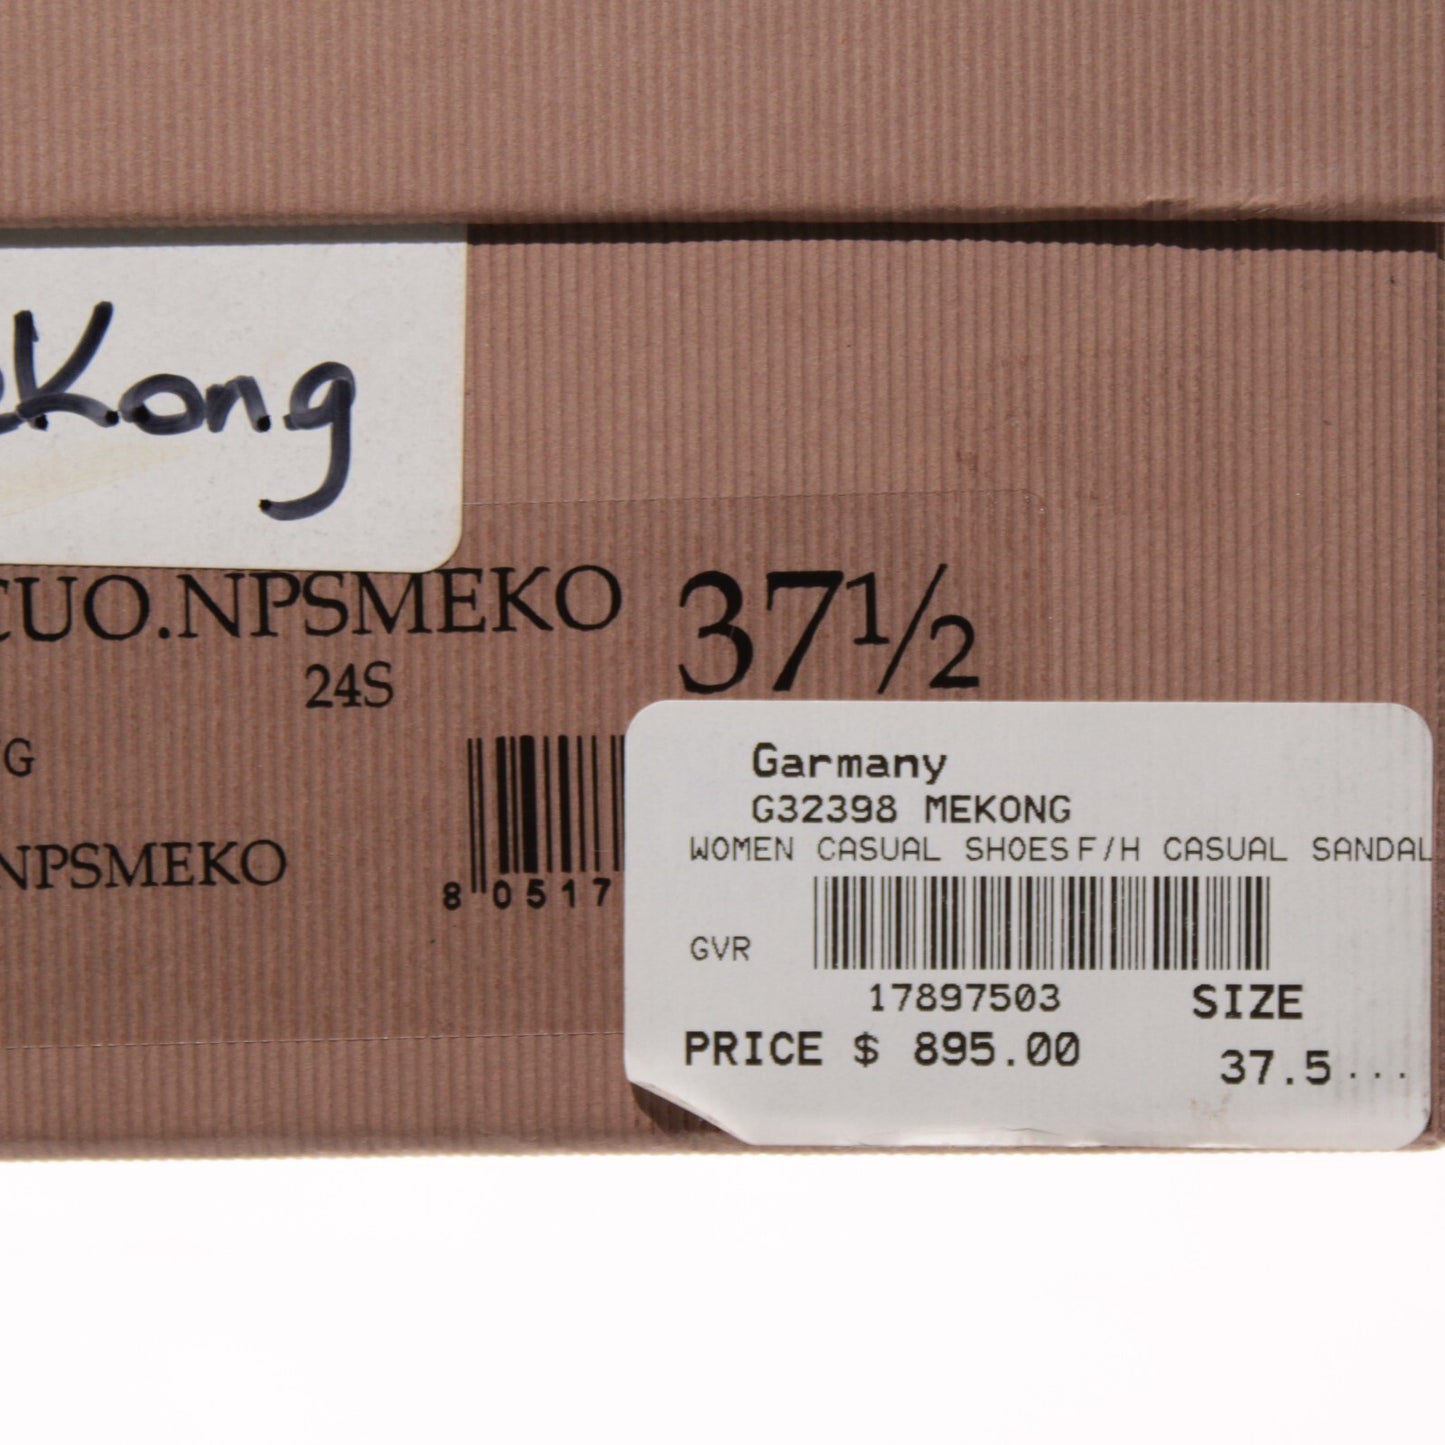 eKong
CUO.NPSMEKO 37½
24S
G
.NPSMEKO
8 0517
Garmany
G32398 MEKONG
WOMEN CASUAL SHOES F/H CASUAL SANDAL
GVR
17897503 SIZE
PRICE $ 895.00 37.5...